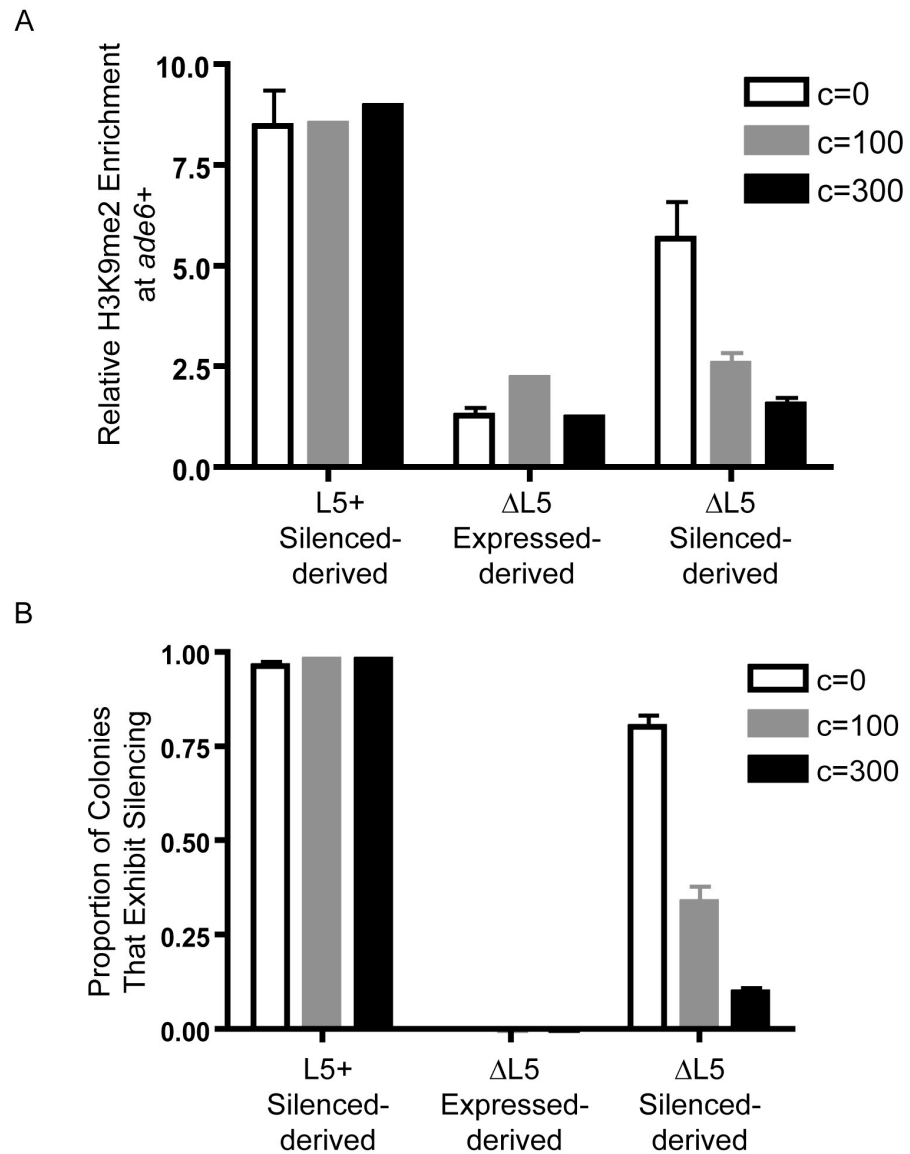 A
Relative H3K9me2 Enrichment
at ade6+
10.0
7.5
5.0
2.5
0.0
c=0
c=100
c=300
L5+
Silenced-
derived
ΔL5
Expressed-
derived
ΔL5
Silenced-
derived
B
Proportion of Colonies
That Exhibit Silencing
1.00
0.75
0.50
0.25
0.00
c=0
c=100
c=300
L5+
Silenced-
derived
ΔL5
Expressed-
derived
ΔL5
Silenced-
derived